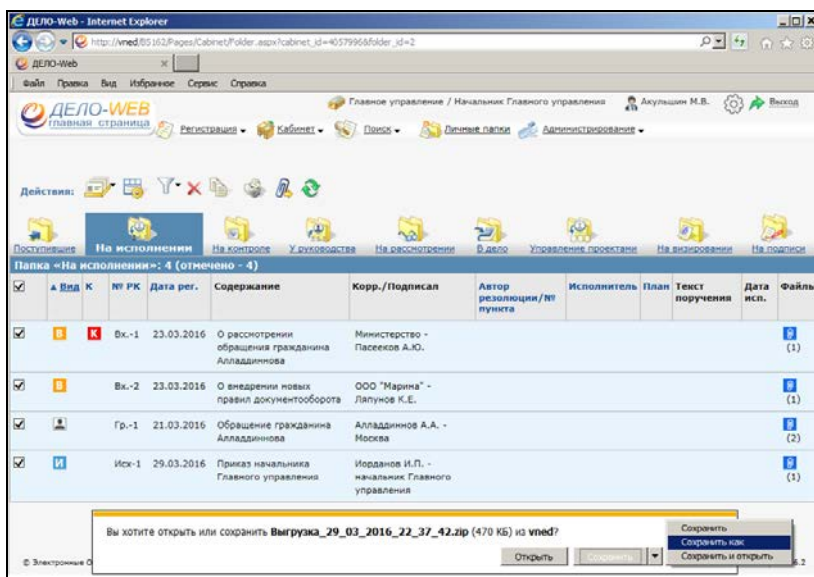 ДЕЛО-Web - Internet Explorer
http://vned/85162/Pages/Cabinet/Folder.aspx?cabinet_id=4057996&folder_id=2
ДЕЛО-Web
Файл Правка Вид Избранное Сервис Справка
ДЕЛО-WEB
главная страница
Главное управление / Начальник Главного управления Акульшин М.В. Выход
Регистрация Кабинет Поиск Личные папки Администрирование
Действия:
Поступившие На исполнении На контроле У руководства На рассмотрении В дело Управление проектами На визировании На подписи
Папка «На исполнении»: 4 (отмечено - 4)
Вид К № РК Дата рег. Содержание Корр./Подписал Автор резолюции/№ пункта Исполнитель План Текст поручения Дата исп. Файлы
В К Вх.-1 23.03.2016 О рассмотрении обращения гражданина Алладдиннова Министерство - Пасееков А.Ю. (1)
В Вх.-2 23.03.2016 О внедрении новых правил документооборота ООО "Марина" - Ляпунов К.Е. (1)
Гр.-1 21.03.2016 Обращение гражданина Алладдиннова Алладдиннов А.А. - Москва (2)
И Исх-1 29.03.2016 Приказ начальника Главного управления Иорданов И.П. - начальник Главного управления (1)
Вы хотите открыть или сохранить Выгрузка_29_03_2016_22_37_42.zip (470 КБ) из vned?
Открыть Сохранить
Сохранить
Сохранить как
Сохранить и открыть
© Электронные О
6.2